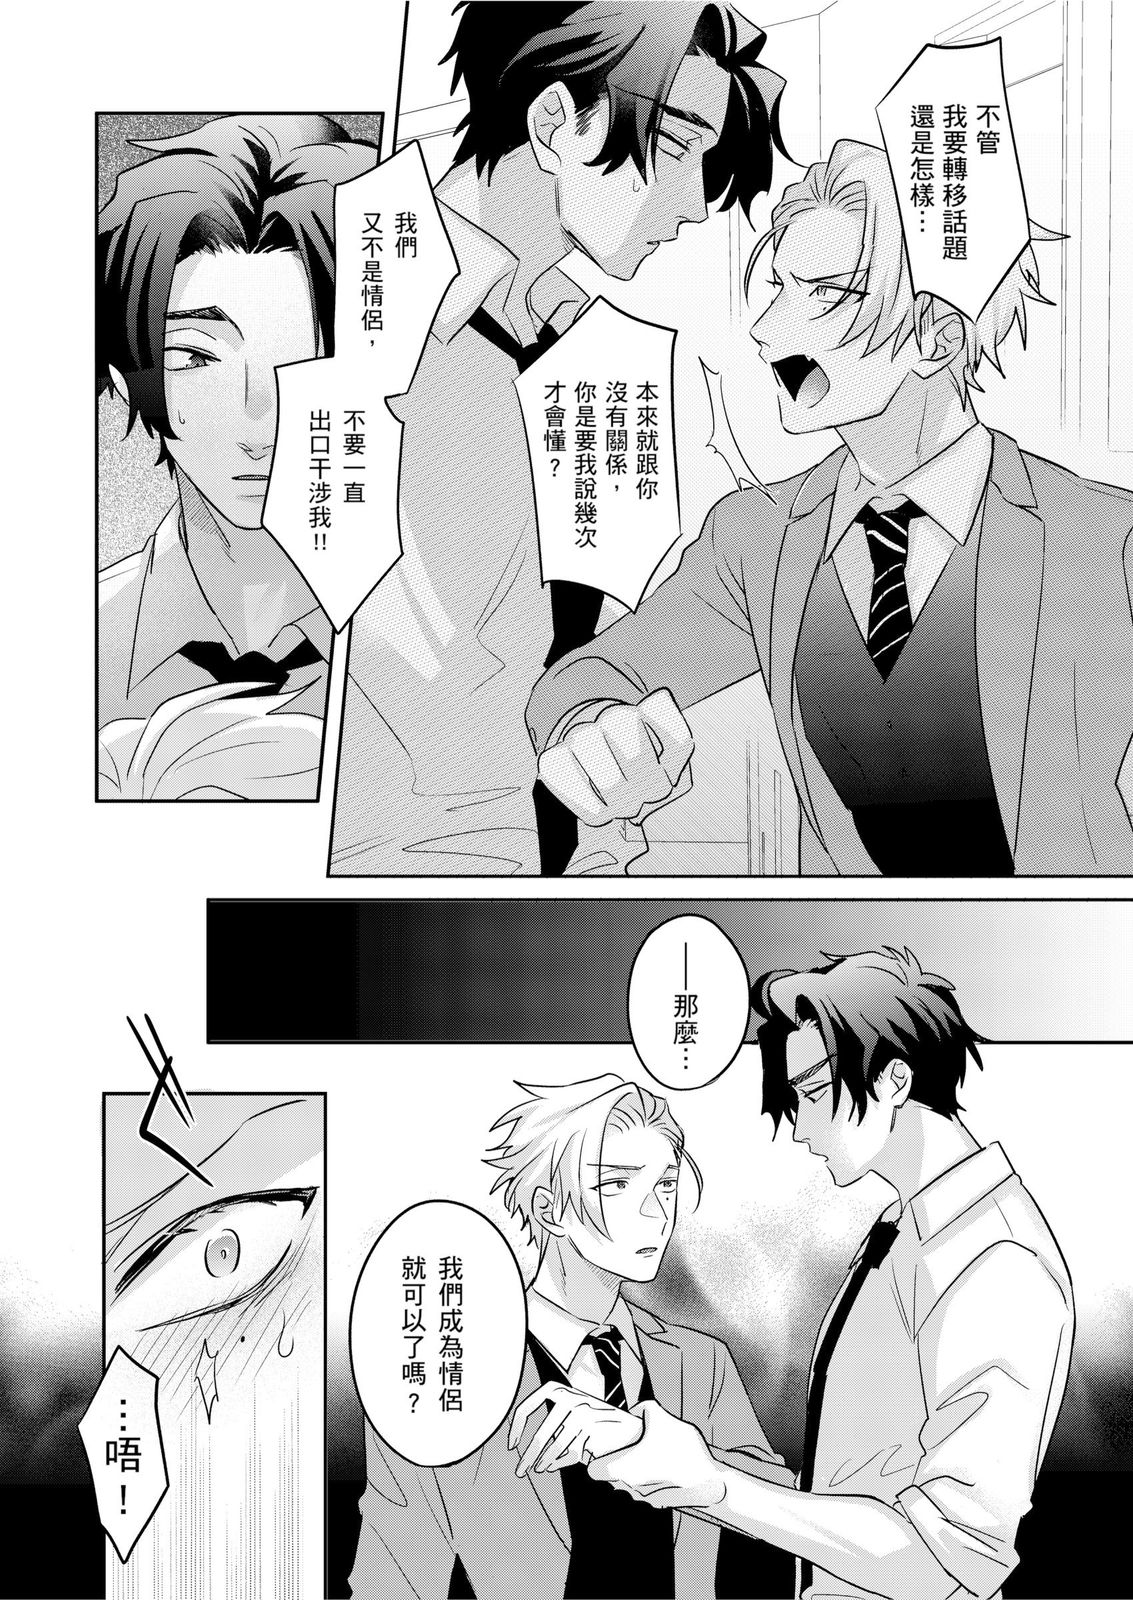 不管
我要轉移話題
還是怎樣…
本來就跟你
沒有關係，
你是要我說幾次
才會懂？
我們
又不是情侶，
不要一直
出口干涉我!!
──那麼…
我們成為情侶
就可以了嗎？
…唔！